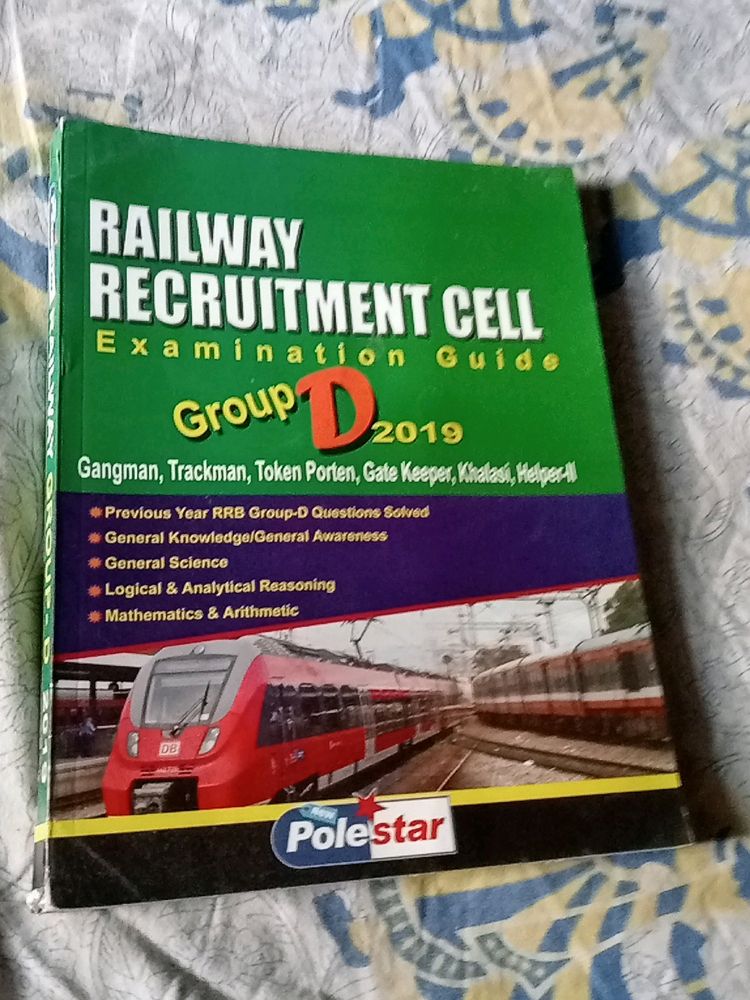 RAILWAY
RECRUITMENT CELL
Examination Guide
Group D 2019
Gangman, Trackman, Token Porten, Gate Keeper, Khalasi, Helper-II
Previous Year RRB Group-D Questions Solved
General Knowledge/General Awareness
General Science
Logical & Analytical Reasoning
Mathematics & Arithmetic
DB
New
Polestar
RAILWAY GROUP-D 2019